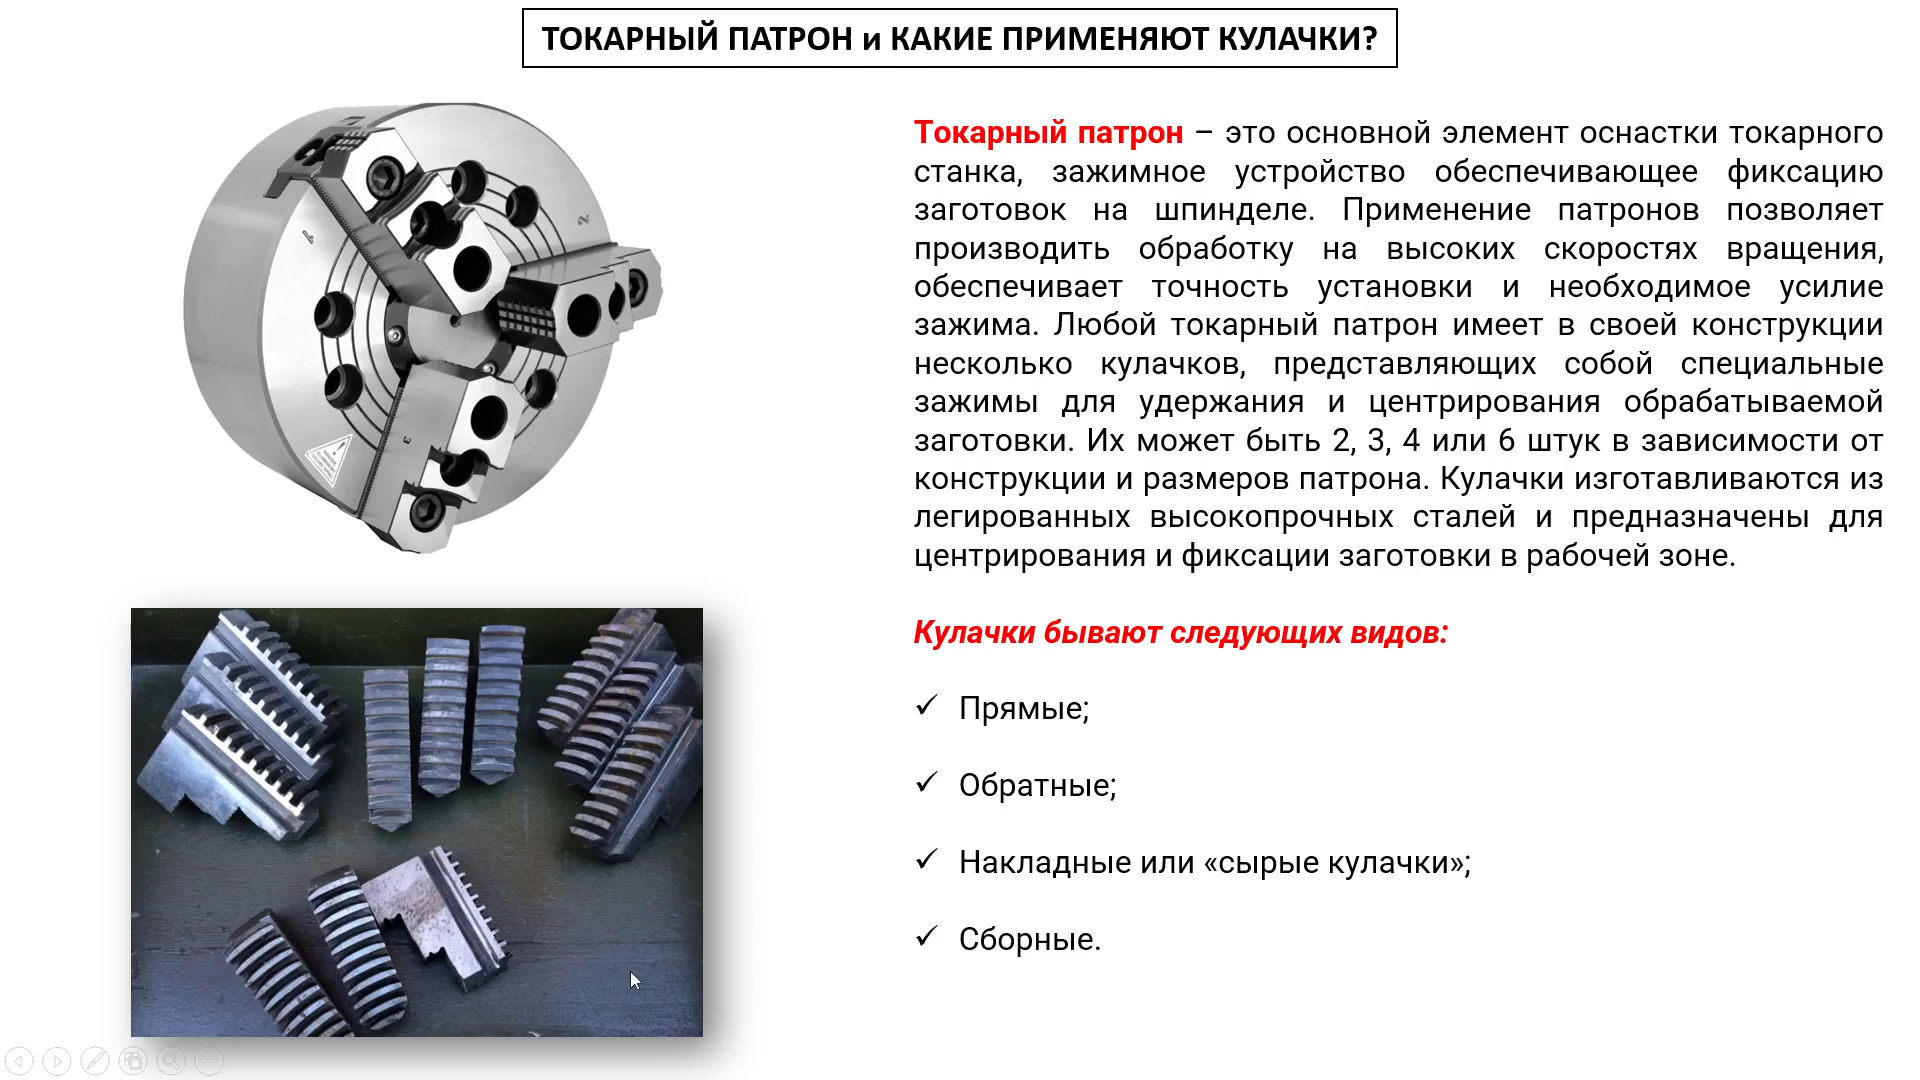 ТОКАРНЫЙ ПАТРОН и КАКИЕ ПРИМЕНЯЮТ КУЛАЧКИ?
Токарный патрон – это основной элемент оснастки токарного
станка, зажимное устройство обеспечивающее фиксацию
заготовок на шпинделе. Применение патронов позволяет
производить обработку на высоких скоростях вращения,
обеспечивает точность установки и необходимое усилие
зажима. Любой токарный патрон имеет в своей конструкции
несколько кулачков, представляющих собой специальные
зажимы для удержания и центрирования обрабатываемой
заготовки. Их может быть 2, 3, 4 или 6 штук в зависимости от
конструкции и размеров патрона. Кулачки изготавливаются из
легированных высокопрочных сталей и предназначены для
центрирования и фиксации заготовки в рабочей зоне.
Кулачки бывают следующих видов:
✓ Прямые;
✓ Обратные;
✓ Накладные или «сырые кулачки»;
✓ Сборные.
1
2
3